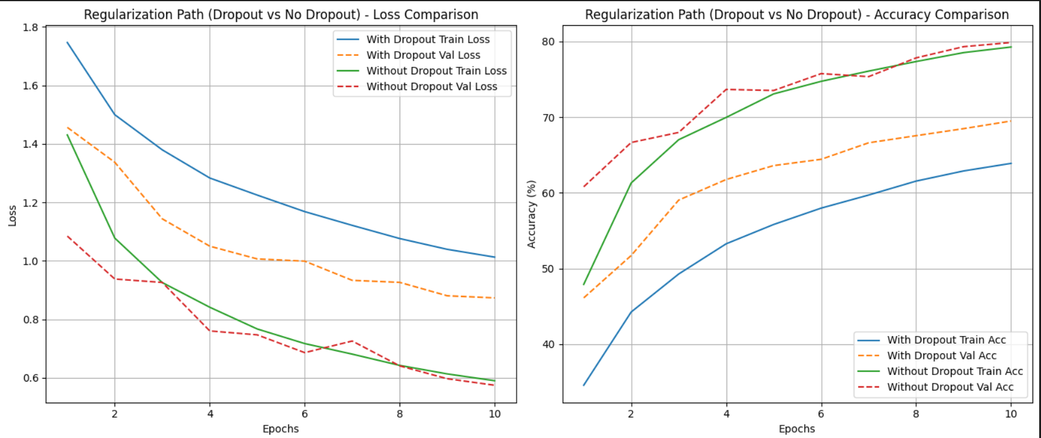 Regularization Path (Dropout vs No Dropout) - Loss Comparison
1.8
1.6
1.4
1.2
1.0
0.8
0.6
Loss
With Dropout Train Loss
With Dropout Val Loss
Without Dropout Train Loss
Without Dropout Val Loss
2 4 6 8 10
Epochs
Regularization Path (Dropout vs No Dropout) - Accuracy Comparison
80
70
60
50
40
Accuracy (%)
With Dropout Train Acc
With Dropout Val Acc
Without Dropout Train Acc
Without Dropout Val Acc
2 4 6 8 10
Epochs